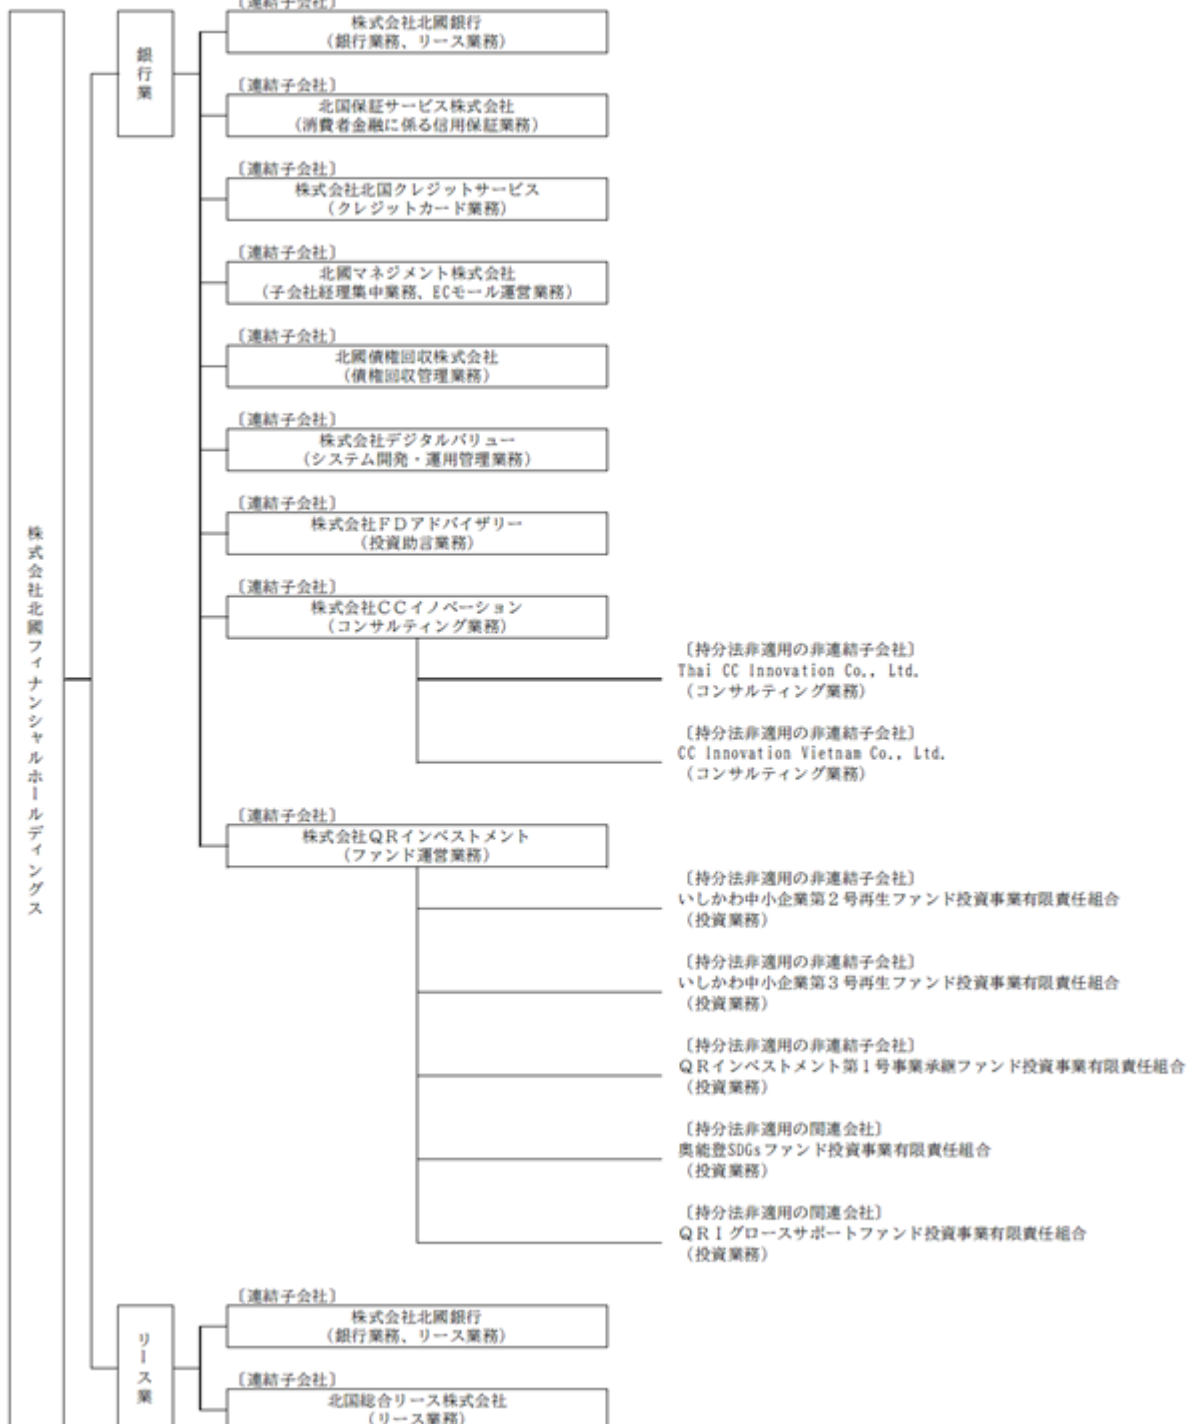 〔連結子会社〕
株式会社北國フィナンシャルホールディングス
銀行業
株式会社北國銀行
（銀行業務、リース業務）
〔連結子会社〕
北国保証サービス株式会社
（消費者金融に係る信用保証業務）
〔連結子会社〕
株式会社北国クレジットサービス
（クレジットカード業務）
〔連結子会社〕
北國マネジメント株式会社
（子会社経理集中業務、ECモール運営業務）
〔連結子会社〕
北國債権回収株式会社
（債権回収管理業務）
〔連結子会社〕
株式会社デジタルバリュー
（システム開発・運用管理業務）
〔連結子会社〕
株式会社ＦＤアドバイザリー
（投資助言業務）
〔連結子会社〕
株式会社ＣＣイノベーション
（コンサルティング業務）
〔持分法非適用の非連結子会社〕
Thai CC Innovation Co., Ltd.
（コンサルティング業務）
〔持分法非適用の非連結子会社〕
CC Innovation Vietnam Co., Ltd.
（コンサルティング業務）
〔連結子会社〕
株式会社ＱＲインベストメント
（ファンド運営業務）
〔持分法非適用の非連結子会社〕
いしかわ中小企業第２号再生ファンド投資事業有限責任組合
（投資業務）
〔持分法非適用の非連結子会社〕
いしかわ中小企業第３号再生ファンド投資事業有限責任組合
（投資業務）
〔持分法非適用の非連結子会社〕
ＱＲインベストメント第１号事業承継ファンド投資事業有限責任組合
（投資業務）
〔持分法非適用の関連会社〕
奥能登SDGsファンド投資事業有限責任組合
（投資業務）
〔持分法非適用の関連会社〕
ＱＲＩグロースサポートファンド投資事業有限責任組合
（投資業務）
リース業
〔連結子会社〕
株式会社北國銀行
（銀行業務、リース業務）
〔連結子会社〕
北国総合リース株式会社
（リース業務）